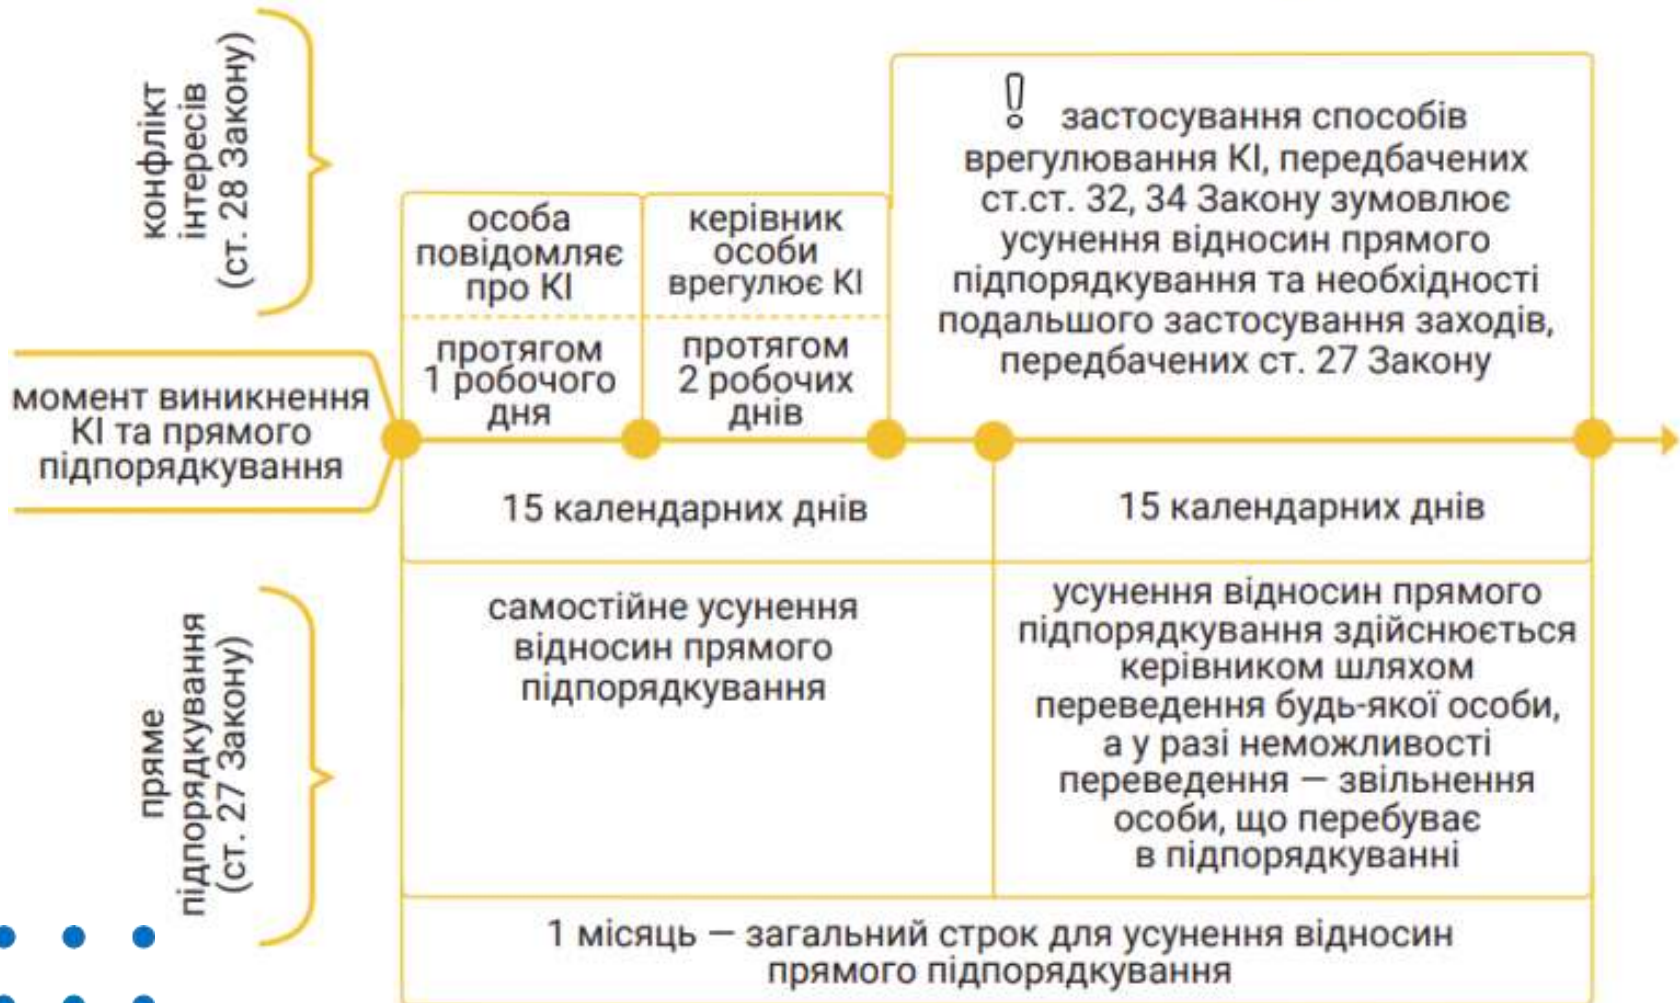 конфлікт
інтересів
(ст. 28 Закону)
особа
повідомляє
про КІ
керівник
особи
врегулює КІ
застосування способів
врегулювання КІ, передбачених
ст.ст. 32, 34 Закону зумовлює
усунення відносин прямого
підпорядкування та необхідності
подальшого застосування заходів,
передбачених ст. 27 Закону
протягом
1 робочого
дня
протягом
2 робочих
днів
момент виникнення
КІ та прямого
підпорядкування
15 календарних днів
15 календарних днів
пряме
підпорядкування
(ст. 27 Закону)
самостійне усунення
відносин прямого
підпорядкування
усунення відносин прямого
підпорядкування здійснюється
керівником шляхом
переведення будь-якої особи,
а у разі неможливості
переведення — звільнення
особи, що перебуває
в підпорядкуванні
1 місяць — загальний строк для усунення відносин
прямого підпорядкування